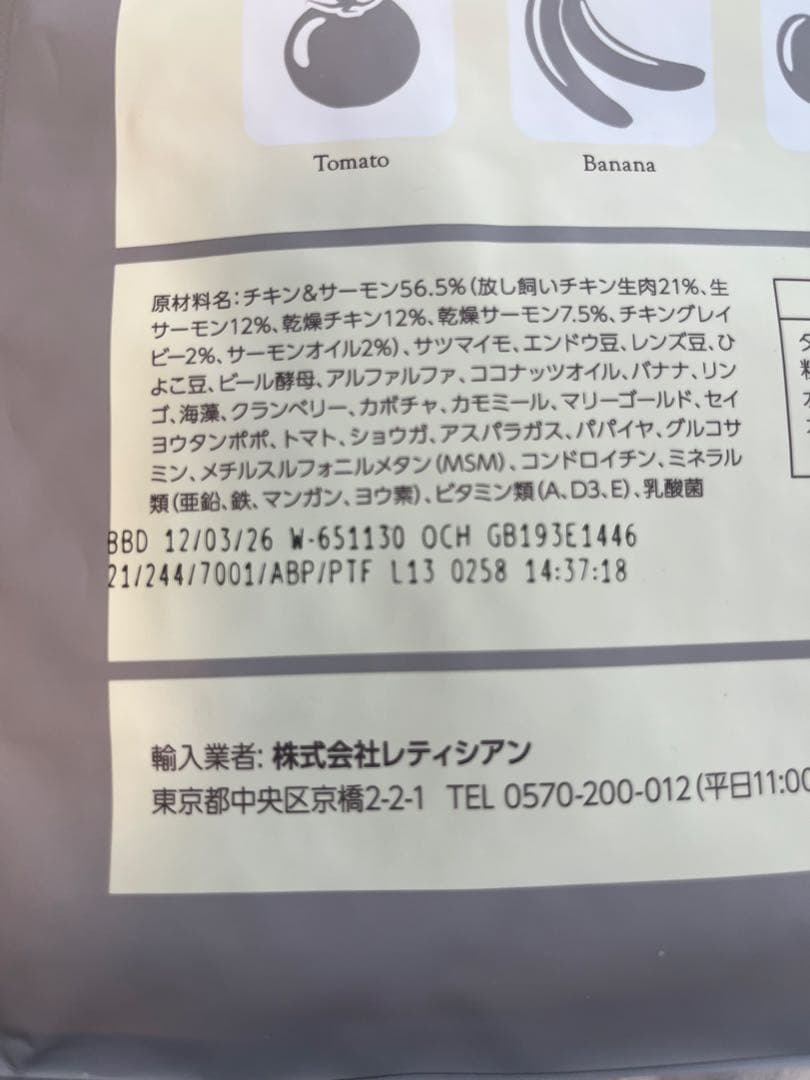 Tomato
Banana
原材料名:チキン&サーモン56.5%(放し飼いチキン生肉21%、生
サーモン12%、乾燥チキン12%、乾燥サーモン7.5%、チキングレイ
ビー2%、サーモンオイル2%)、サツマイモ、エンドウ豆、レンズ豆、ひ
よこ豆、ビール酵母、アルファルファ、ココナッツオイル、バナナ、リン
ゴ、海藻、クランベリー、カボチャ、カモミール、マリーゴールド、セイ
ヨウタンポポ、トマト、ショウガ、アスパラガス、パパイヤ、グルコサ
ミン、メチルスルフォニルメタン(MSM)、コンドロイチン、ミネラル
類(亜鉛、鉄、マンガン、ヨウ素)、ビタミン類(A、D3、E)、乳酸菌
BBD 12/03/26 W-651130 OCH GB193E1446
21/244/7001/ABP/PTF L13 0258 14:37:18
輸入業者: 株式会社レティシアン
東京都中央区京橋2-2-1 TEL 0570-200-012(平日11:00